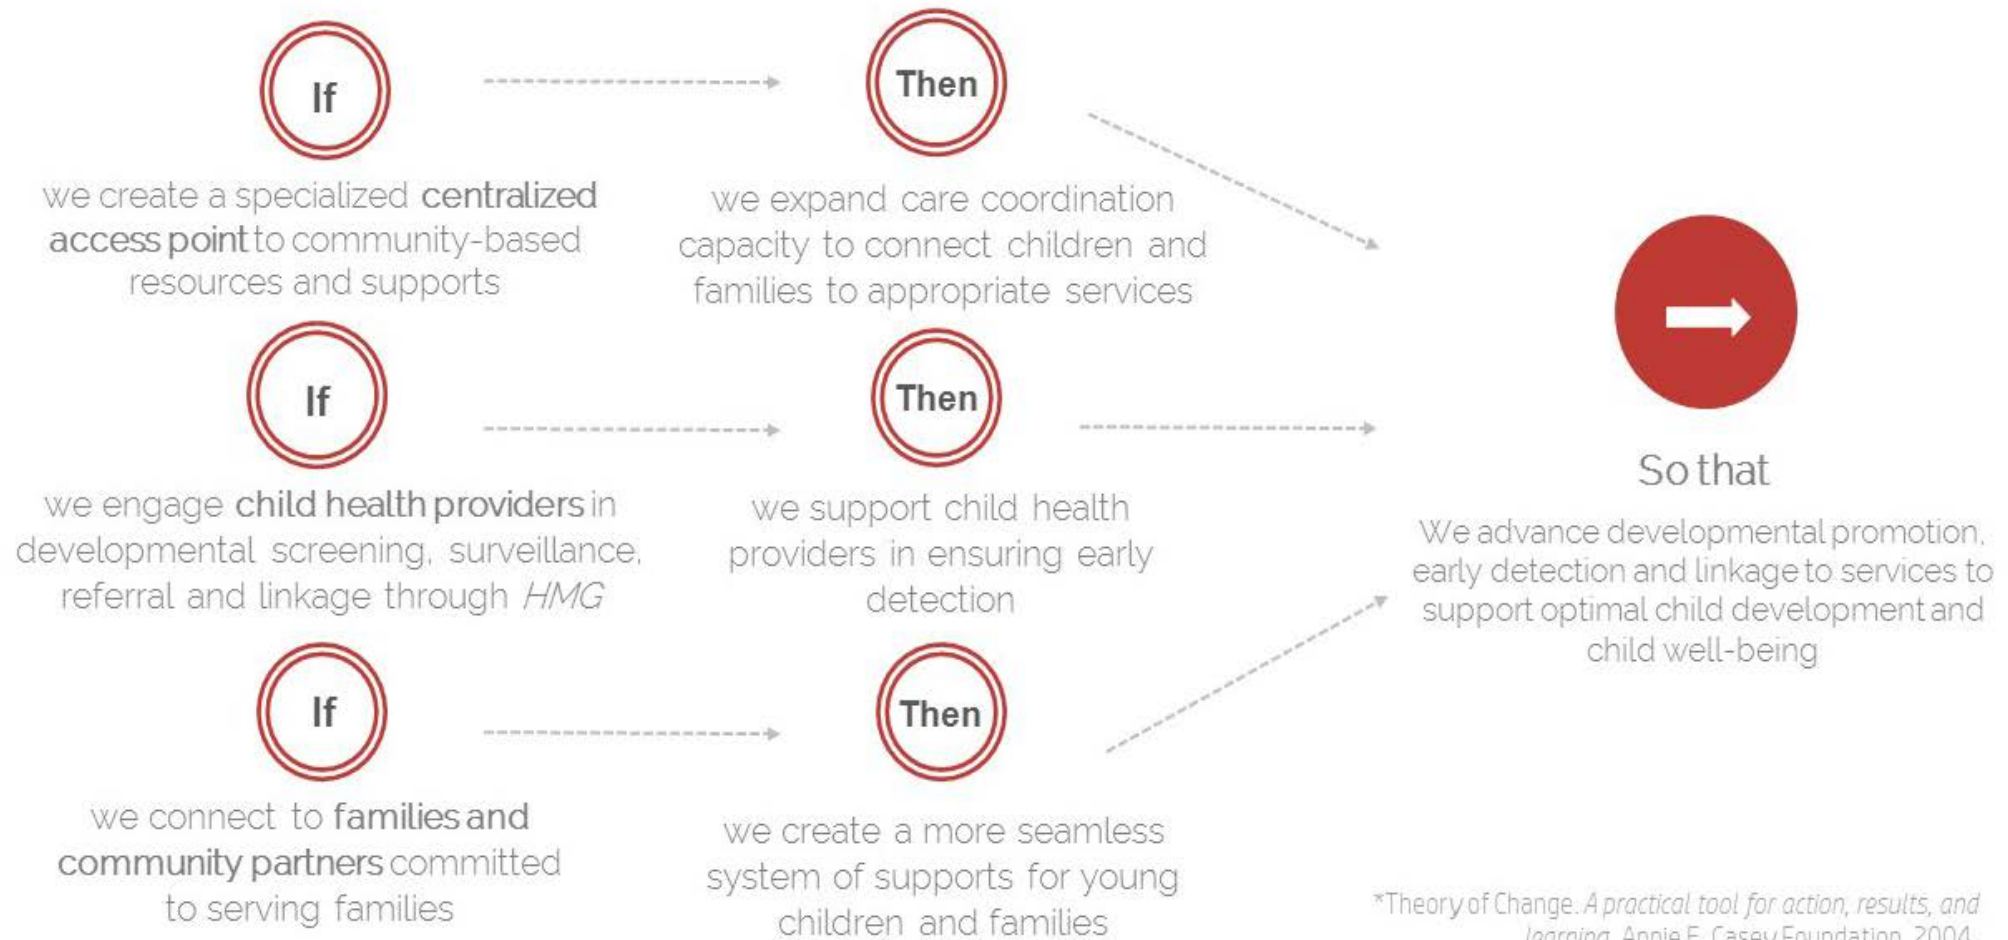 If
we create a specialized centralized
access point to community-based
resources and supports
Then
we expand care coordination
capacity to connect children and
families to appropriate services
If
we engage child health providers in
developmental screening, surveillance,
referral and linkage through HMG
Then
we support child health
providers in ensuring early
detection
If
we connect to families and
community partners committed
to serving families
Then
we create a more seamless
system of supports for young
children and families
So that
We advance developmental promotion,
early detection and linkage to services to
support optimal child development and
child well-being
*Theory of Change. A practical tool for action, results, and
learning. Annie E. Casey Foundation, 2004